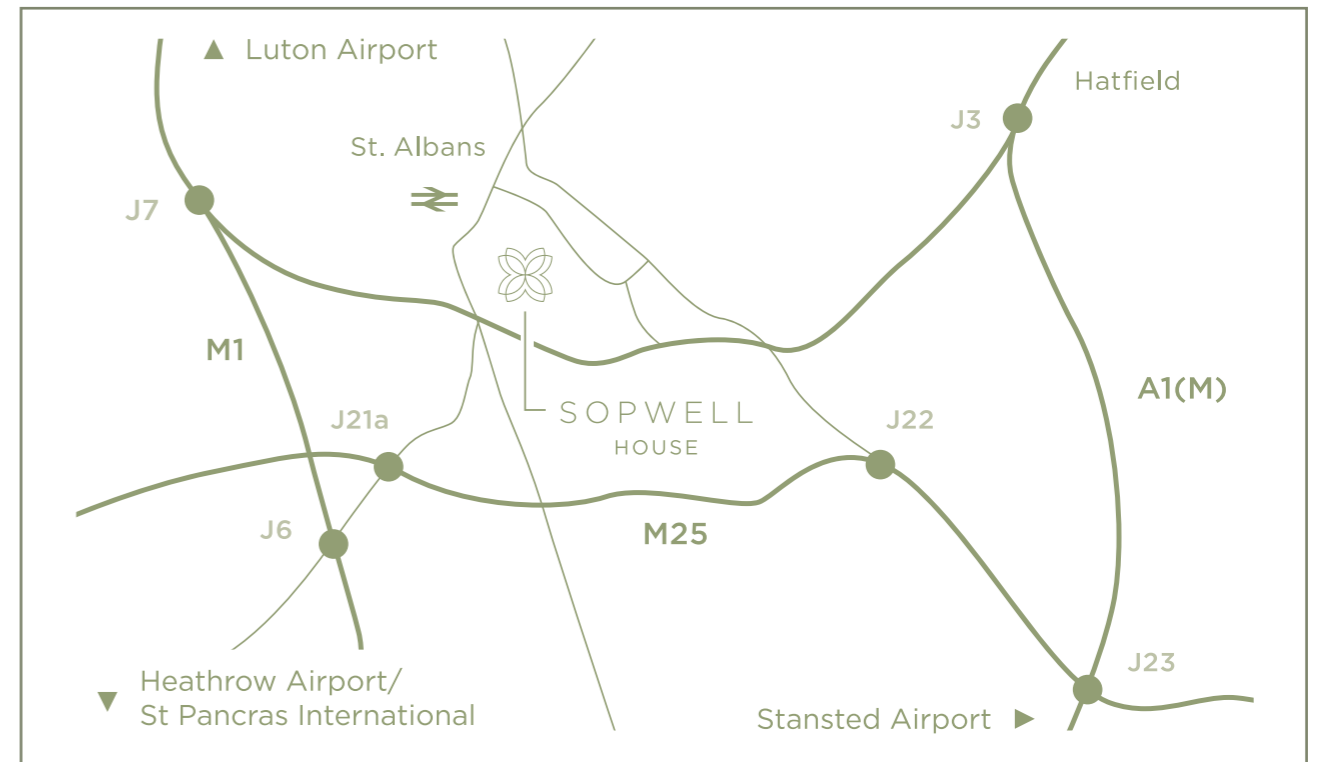 Luton Airport
Hatfield
J3
St. Albans
J7
M1
A1(M)
SOPWELL
HOUSE
J21a
J22
J6
M25
J23
Heathrow Airport/
St Pancras International
Stansted Airport